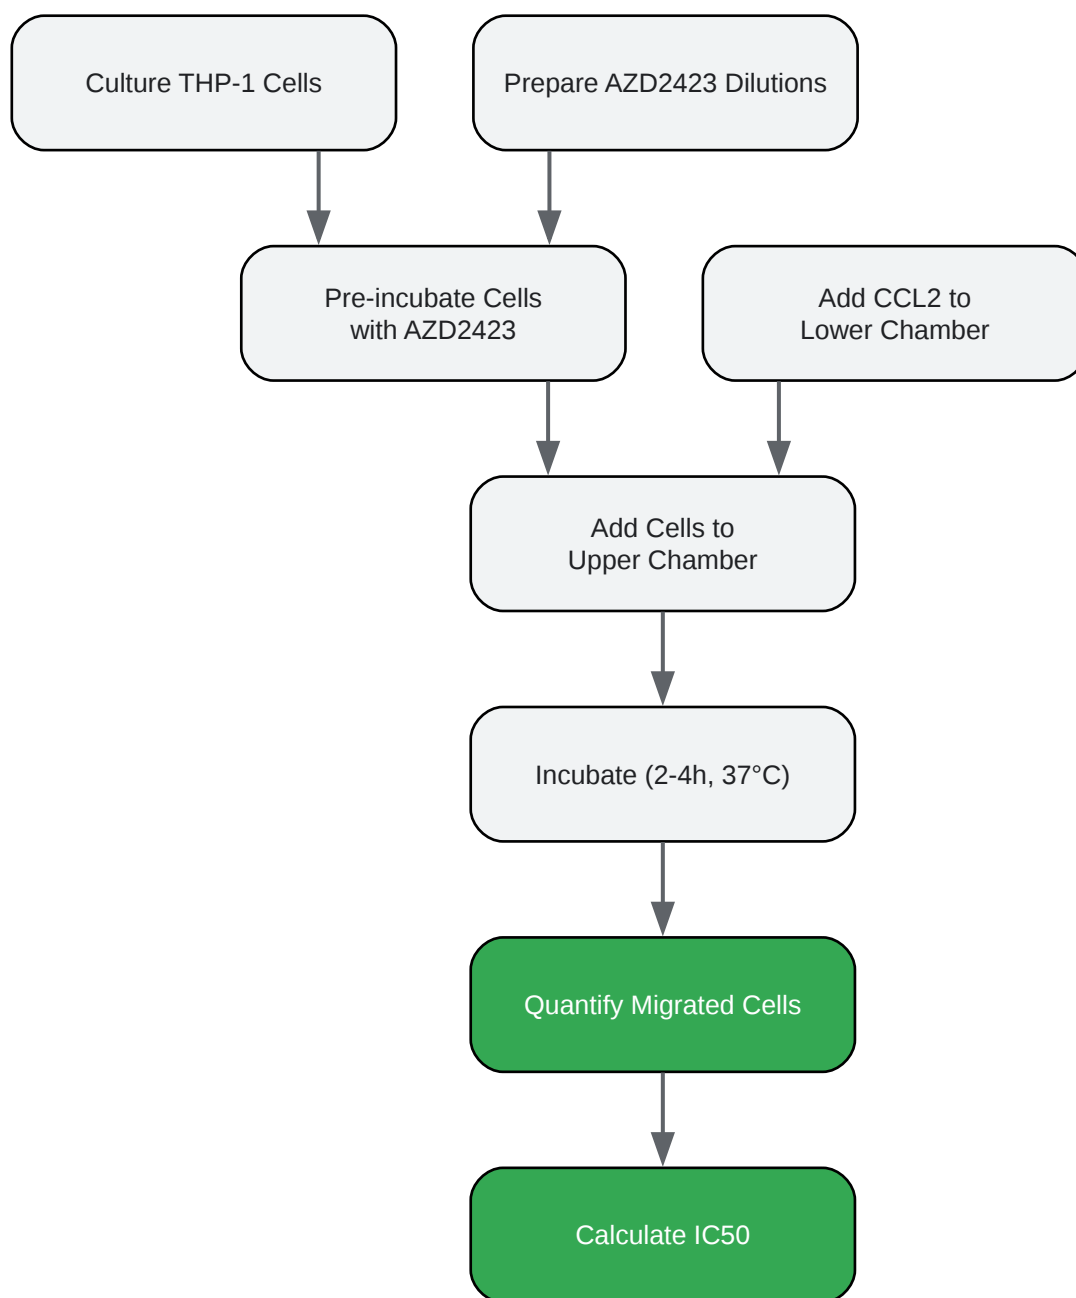 Culture THP-1 Cells
Prepare AZD2423 Dilutions
Pre-incubate Cells
with AZD2423
Add CCL2 to
Lower Chamber
Add Cells to
Upper Chamber
Incubate (2-4h, 37°C)
Quantify Migrated Cells
Calculate IC50